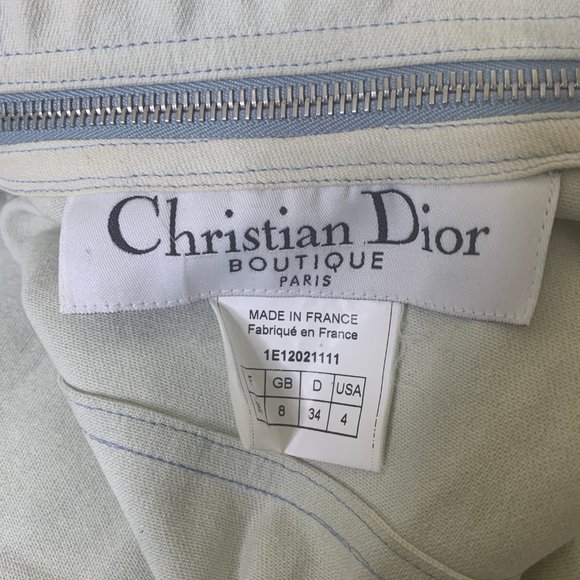 Christian Dior
BOUTIQUE
PARIS
MADE IN FRANCE
Fabriqué en France
1E12021111
GB D USA
8 34 4